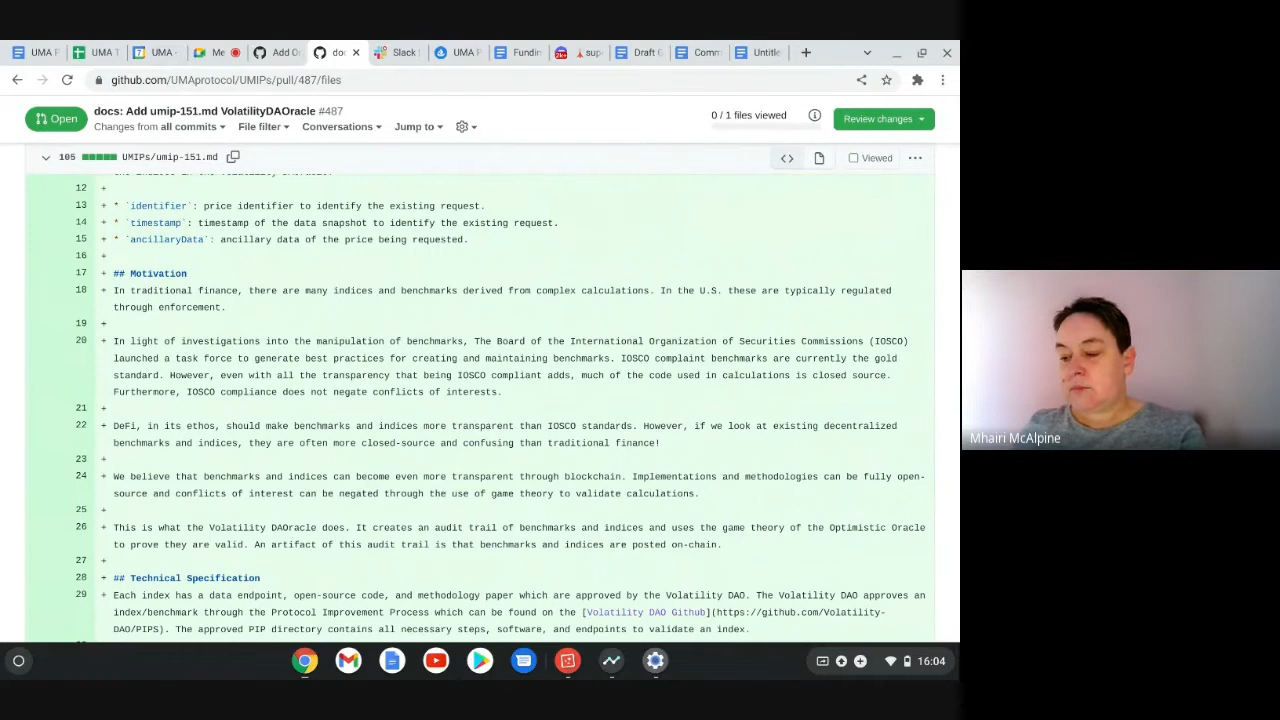 UMA F
UMA T
UMA -
Me
Add O
doc
Slack
UMA P
Fundin
sup
Draft
Comm
Untitle
github.com/UMAprotocol/UMIPs/pull/487/files
Open
docs: Add umip-151.md VolatilityDAOracle #487
Changes from all commits
File filter
Conversations
Jump to
0 / 1 files viewed
Review changes
105
UMIPs/umip-151.md
Viewed
12 +
13 + * `identifier`: price identifier to identify the existing request.
14 + * `timestamp`: timestamp of the data snapshot to identify the existing request.
15 + * `ancillaryData`: ancillary data of the price being requested.
16 +
17 + ## Motivation
18 + In traditional finance, there are many indices and benchmarks derived from complex calculations. In the U.S. these are typically regulated
through enforcement.
19 +
20 + In light of investigations into the manipulation of benchmarks, The Board of the International Organization of Securities Commissions (IOSCO)
launched a task force to generate best practices for creating and maintaining benchmarks. IOSCO complaint benchmarks are currently the gold
standard. However, even with all the transparency that being IOSCO compliant adds, much of the code used in calculations is closed source.
Furthermore, IOSCO compliance does not negate conflicts of interests.
21 +
22 + DeFi, in its ethos, should make benchmarks and indices more transparent than IOSCO standards. However, if we look at existing decentralized
benchmarks and indices, they are often more closed-source and confusing than traditional finance!
23 +
24 + We believe that benchmarks and indices can become even more transparent through blockchain. Implementations and methodologies can be fully open-
source and conflicts of interest can be negated through the use of game theory to validate calculations.
25 +
26 + This is what the Volatility DAOracle does. It creates an audit trail of benchmarks and indices and uses the game theory of the Optimistic Oracle
to prove they are valid. An artifact of this audit trail is that benchmarks and indices are posted on-chain.
27 +
28 + ## Technical Specification
29 + Each index has a data endpoint, open-source code, and methodology paper which are approved by the Volatility DAO. The Volatility DAO approves an
index/benchmark through the Protocol Improvement Process which can be found on the [Volatility DAO Github](https://github.com/Volatility-
DAO/PIPS). The approved PIP directory contains all necessary steps, software, and endpoints to validate an index.
16:04
Mhairi McAlpine